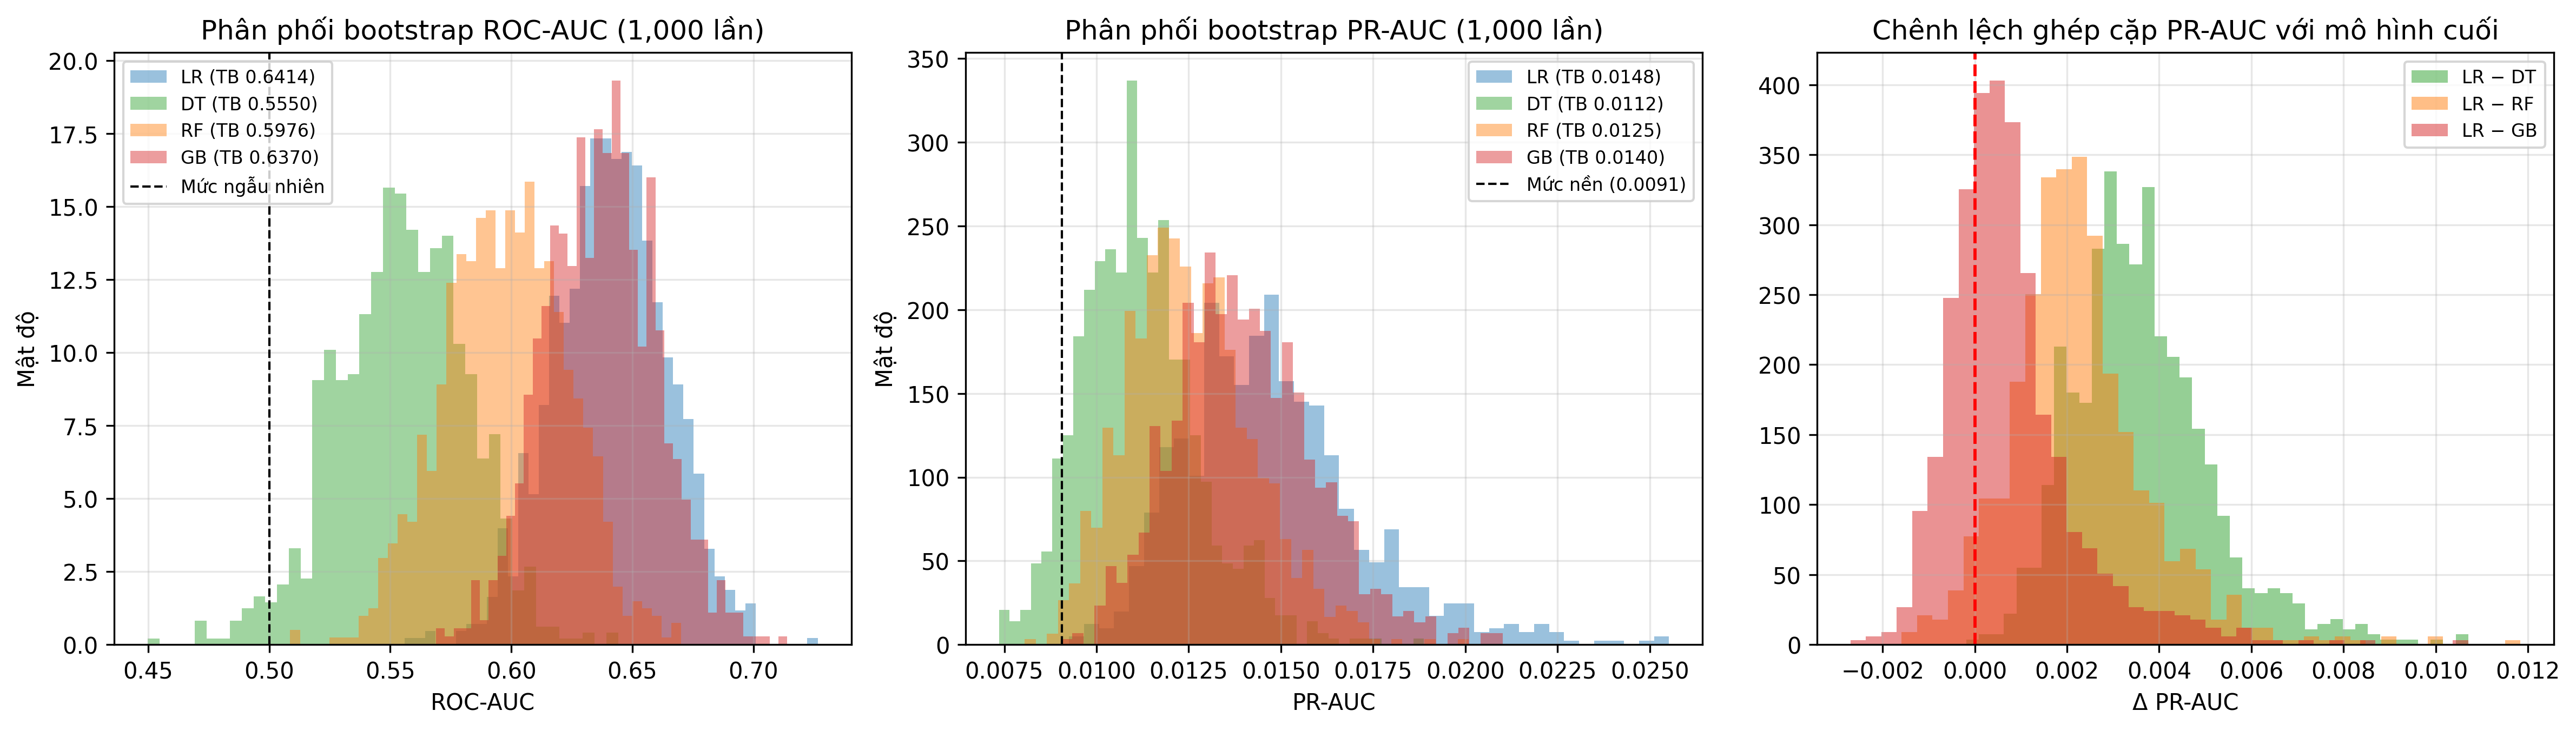 Phân phối bootstrap ROC-AUC (1,000 lần)
Mật độ
20.0
17.5
15.0
12.5
10.0
7.5
5.0
2.5
0.0
LR (TB 0.6414)
DT (TB 0.5550)
RF (TB 0.5976)
GB (TB 0.6370)
Mức ngẫu nhiên
0.45 0.50 0.55 0.60 0.65 0.70
ROC-AUC
Phân phối bootstrap PR-AUC (1,000 lần)
Mật độ
350
300
250
200
150
100
50
0
LR (TB 0.0148)
DT (TB 0.0112)
RF (TB 0.0125)
GB (TB 0.0140)
Mức nền (0.0091)
0.0075 0.0100 0.0125 0.0150 0.0175 0.0200 0.0225 0.0250
PR-AUC
Chênh lệch ghép cặp PR-AUC với mô hình cuối
400
350
300
250
200
150
100
50
0
LR − DT
LR − RF
LR − GB
−0.002 0.000 0.002 0.004 0.006 0.008 0.010 0.012
Δ PR-AUC